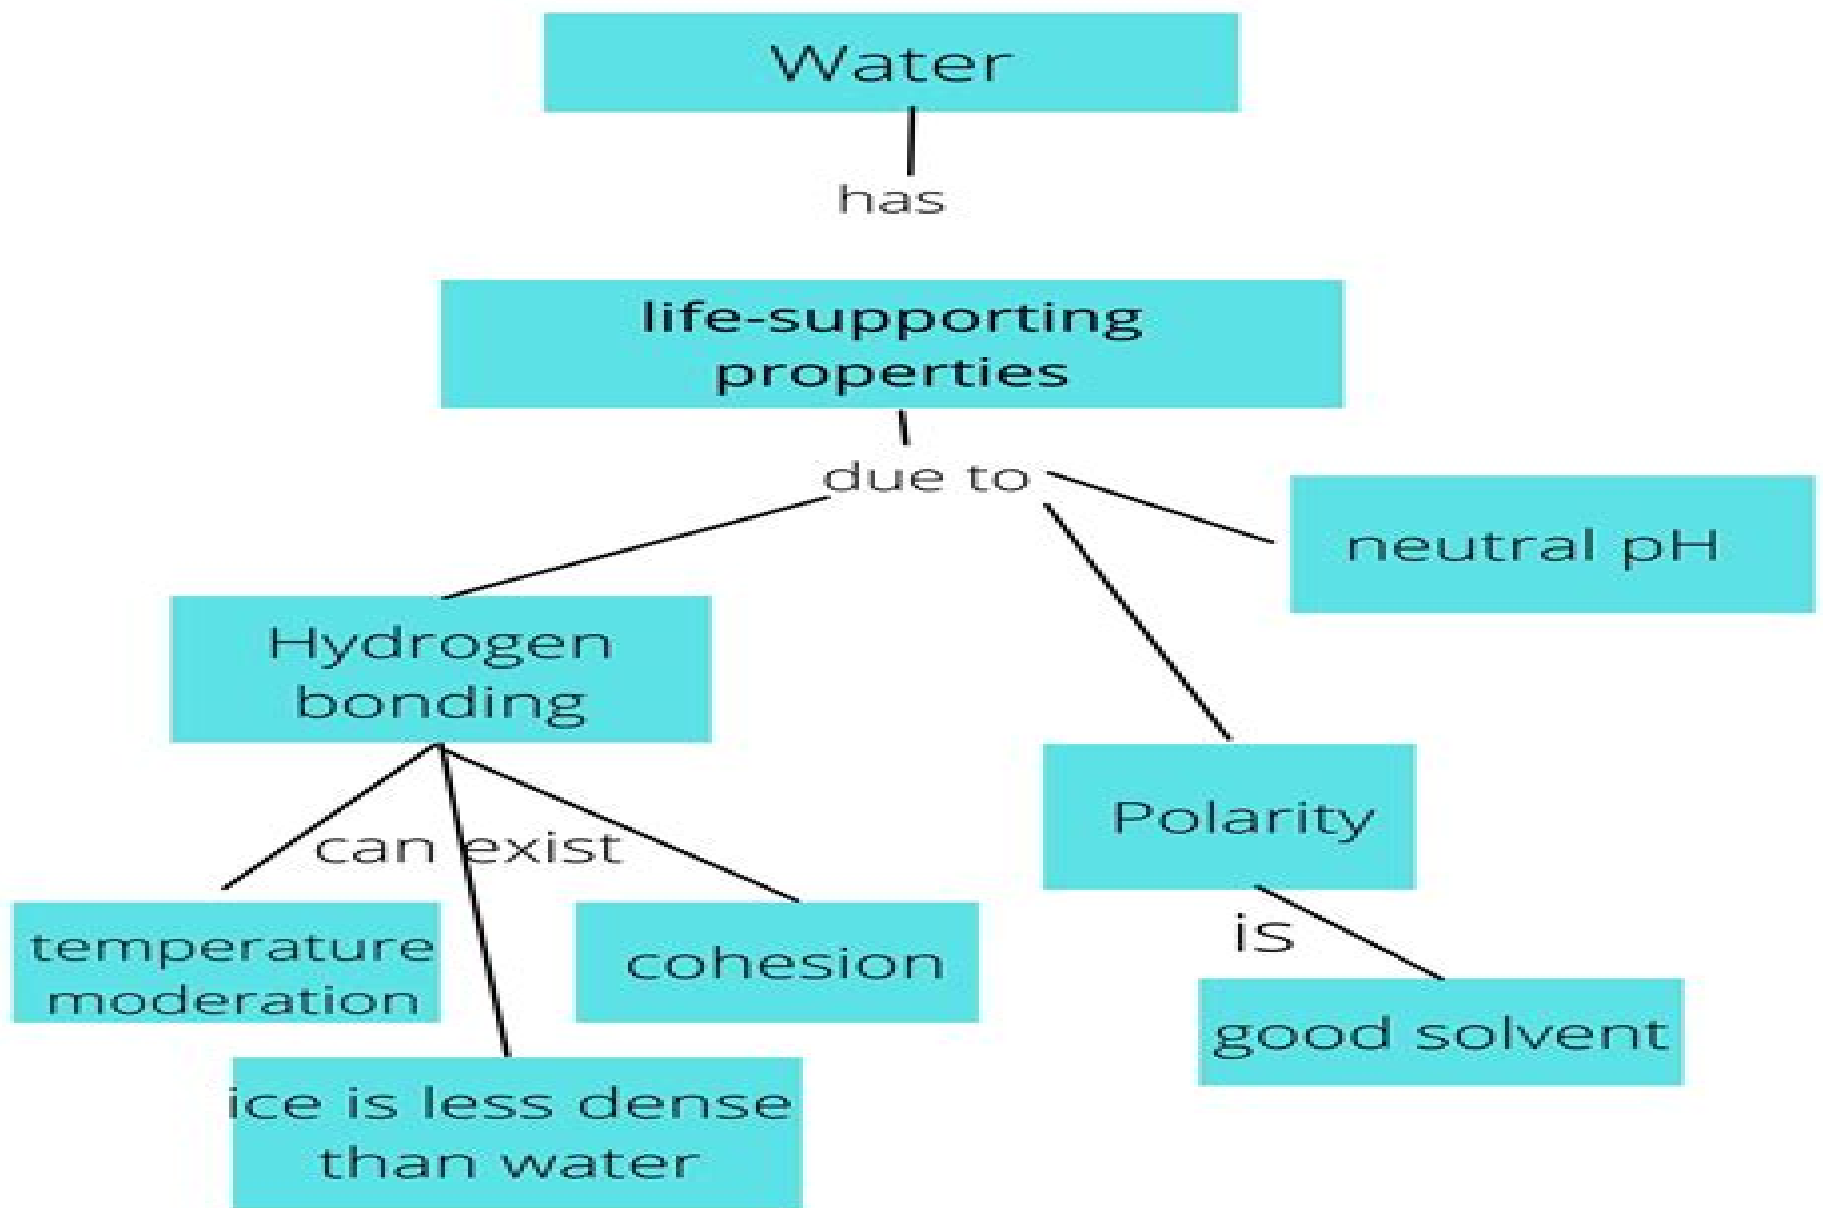 Water
has
life-supporting
properties
due to
neutral pH
Hydrogen
bonding
Polarity
can exist
is
temperature
moderation
cohesion
good solvent
ice is less dense
than water